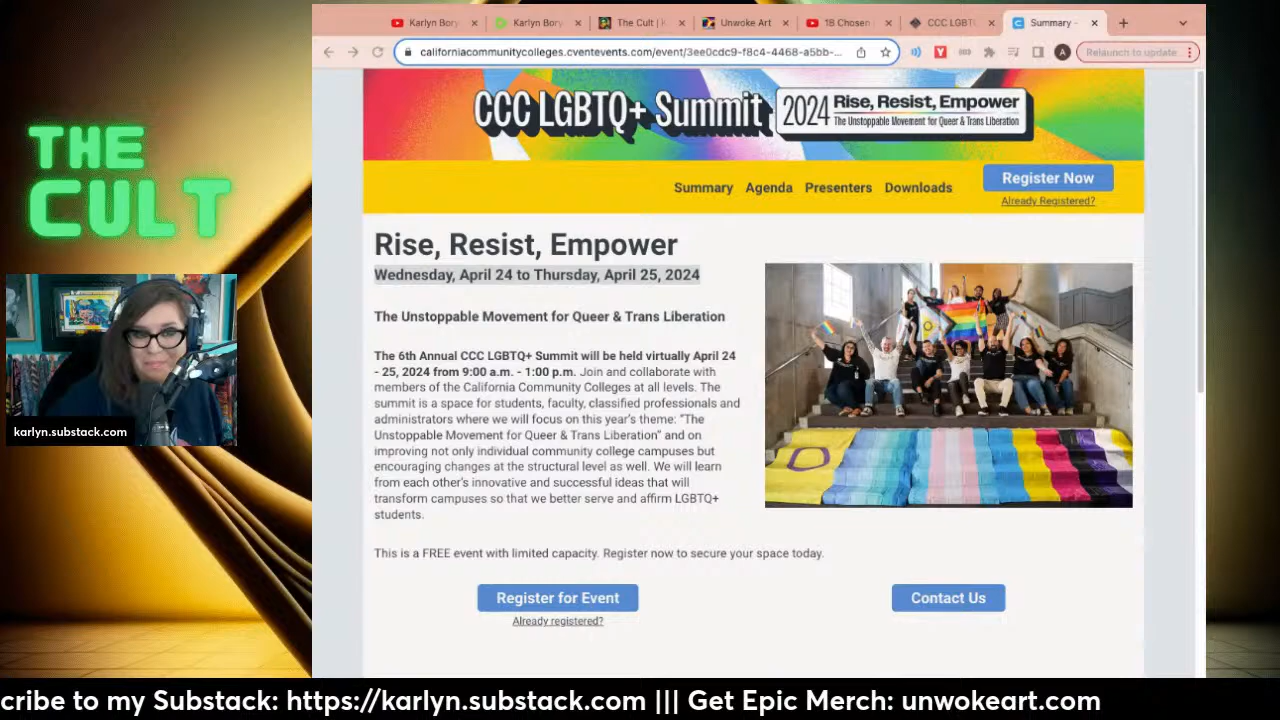 THE
CULT
karlyn.substack.com
Karlyn Bory
Karlyn Bory
The Cult | K
Unwoke Art
18 Chosen
CCC LGBT
Summary -
californiacommunitycolleges.cventevents.com/event/3ee0cdc9-f8c4-4468-a5bb-...
A
Relaunch to update
CCC LGBTQ+ Summit
2024 Rise, Resist, Empower
The Unstoppable Movement for Queer & Trans Liberation
Summary Agenda Presenters Downloads
Register Now
Already Registered?
Rise, Resist, Empower
Wednesday, April 24 to Thursday, April 25, 2024
The Unstoppable Movement for Queer & Trans Liberation
The 6th Annual CCC LGBTQ+ Summit will be held virtually April 24
- 25, 2024 from 9:00 a.m. - 1:00 p.m. Join and collaborate with
members of the California Community Colleges at all levels. The
summit is a space for students, faculty, classified professionals and
administrators where we will focus on this year's theme: "The
Unstoppable Movement for Queer & Trans Liberation" and on
improving not only individual community college campuses but
encouraging changes at the structural level as well. We will learn
from each other's innovative and successful ideas that will
transform campuses so that we better serve and affirm LGBTQ+
students.
This is a FREE event with limited capacity. Register now to secure your space today.
Register for Event
Already registered?
Contact Us
cribe to my Substack: https://karlyn.substack.com ||| Get Epic Merch: unwokeart.com